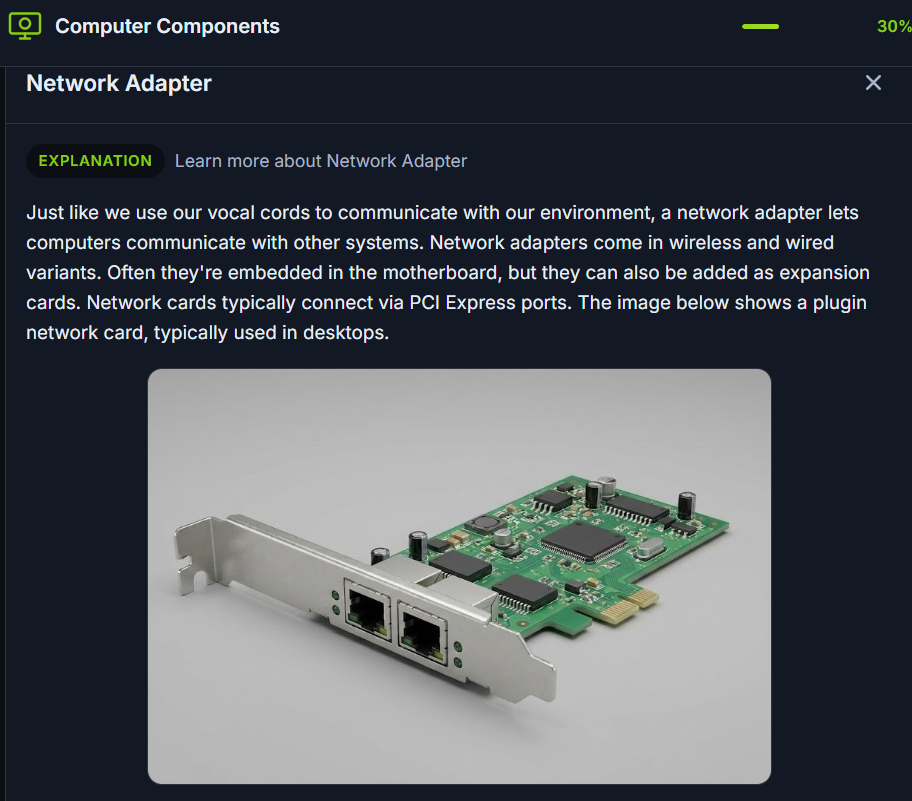 Computer Components
30%
Network Adapter
EXPLANATION Learn more about Network Adapter
Just like we use our vocal cords to communicate with our environment, a network adapter lets
computers communicate with other systems. Network adapters come in wireless and wired
variants. Often they're embedded in the motherboard, but they can also be added as expansion
cards. Network cards typically connect via PCI Express ports. The image below shows a plugin
network card, typically used in desktops.